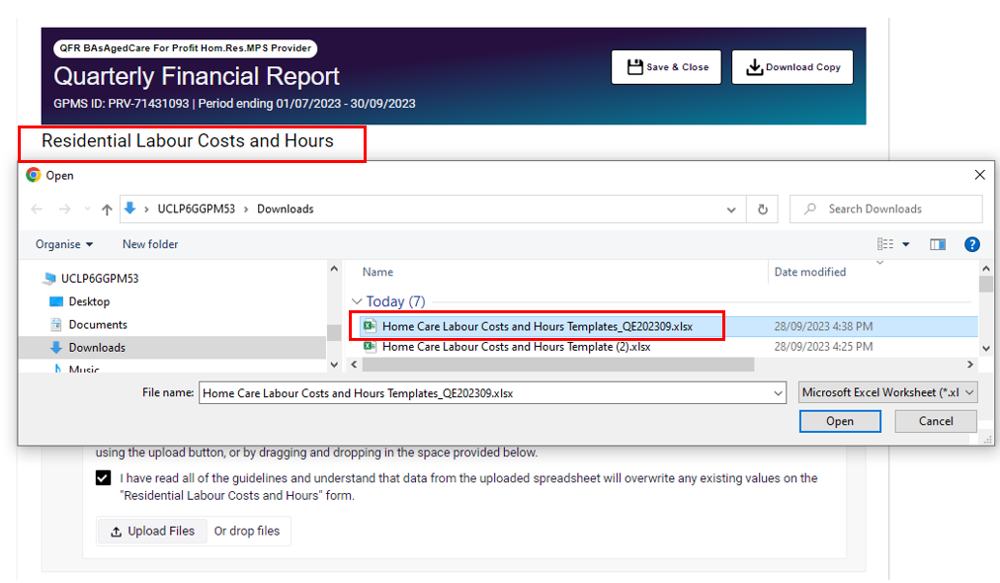 QFR BAsAgedCare For Profit Hom.Res.MPS Provider
Quarterly Financial Report
GPMS ID: PRV-71431093 | Period ending 01/07/2023 - 30/09/2023
Save & Close
Download Copy
Residential Labour Costs and Hours
Open
UCLP6GGPM53 › Downloads
Search Downloads
Organise
New folder
UCLP6GGPM53
Desktop
Documents
Downloads
Music
Name
Date modified
Today (7)
Home Care Labour Costs and Hours Templates_QE202309.xlsx
28/09/2023 4:38 PM
Home Care Labour Costs and Hours Template (2).xlsx
28/09/2023 4:25 PM
File name:
Home Care Labour Costs and Hours Templates_QE202309.xlsx
Microsoft Excel Worksheet (*.xl
Open
Cancel
using the upload button, or by dragging and dropping in the space provided below.
I have read all of the guidelines and understand that data from the uploaded spreadsheet will overwrite any existing values on the
"Residential Labour Costs and Hours" form.
Upload Files
Or drop files